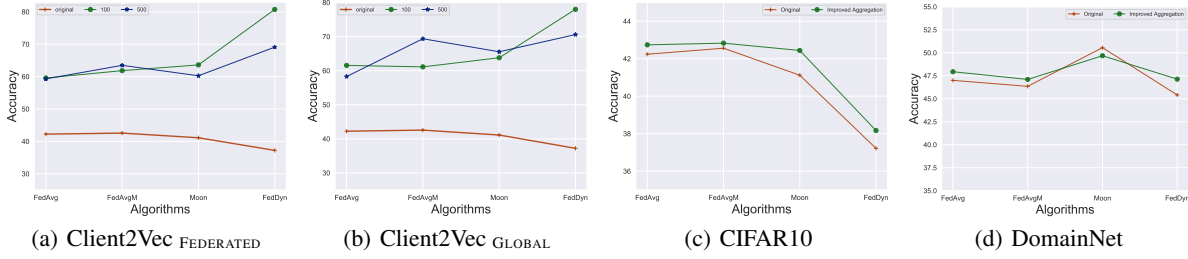 original 100 500
80
70
60
50
40
30
Accuracy
FedAvg FedAvgM Moon FedDyn
Algorithms
(a) Client2Vec FEDERATED
original 100 500
80
70
60
50
40
30
Accuracy
FedAvg FedAvgM Moon FedDyn
Algorithms
(b) Client2Vec GLOBAL
Original Improved Aggregation
44
42
40
38
36
Accuracy
FedAvg FedAvgM Moon FedDyn
Algorithms
(c) CIFAR10
Original Improved Aggregation
55.0
52.5
50.0
47.5
45.0
42.5
40.0
37.5
35.0
Accuracy
FedAvg FedAvgM Moon FedDyn
Algorithms
(d) DomainNet